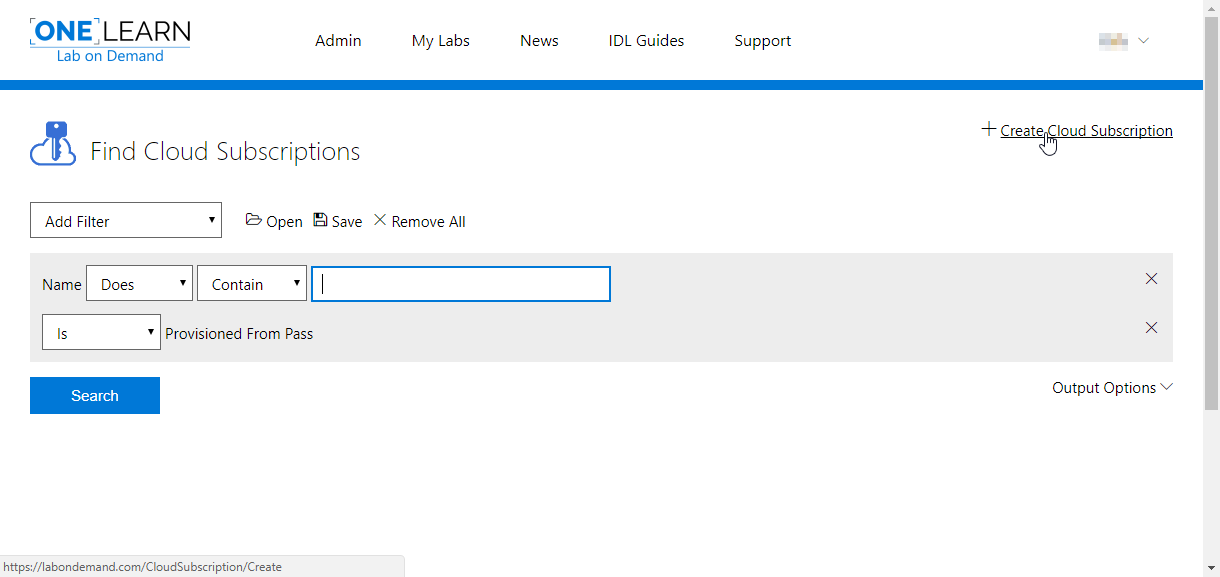 ONE LEARN
Lab on Demand
Admin My Labs News IDL Guides Support
Create Cloud Subscription
Find Cloud Subscriptions
Add Filter Open Save Remove All
Name Does Contain
Is Provisioned From Pass
Search Output Options
https://labondemand.com/CloudSubscription/Create